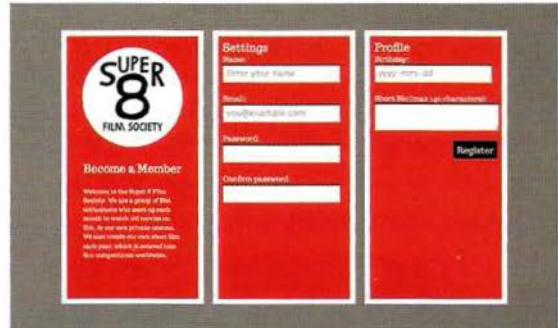 SUPER
8
FILM SOCIETY
Become a Member
Welcome to the Super 8 Film
Society. We are a group of film
enthusiasts who meet up each
month to watch old movies on
film, in our own private cinema.
We also create our own short film
each year, which is entered into
film competitions worldwide.
Settings
Name:
Enter your name
Email:
you@example.com
Password:
Confirm password:
Profile
Birthday:
yyyy-mm-dd
Short Bio (max 140 characters):
Register